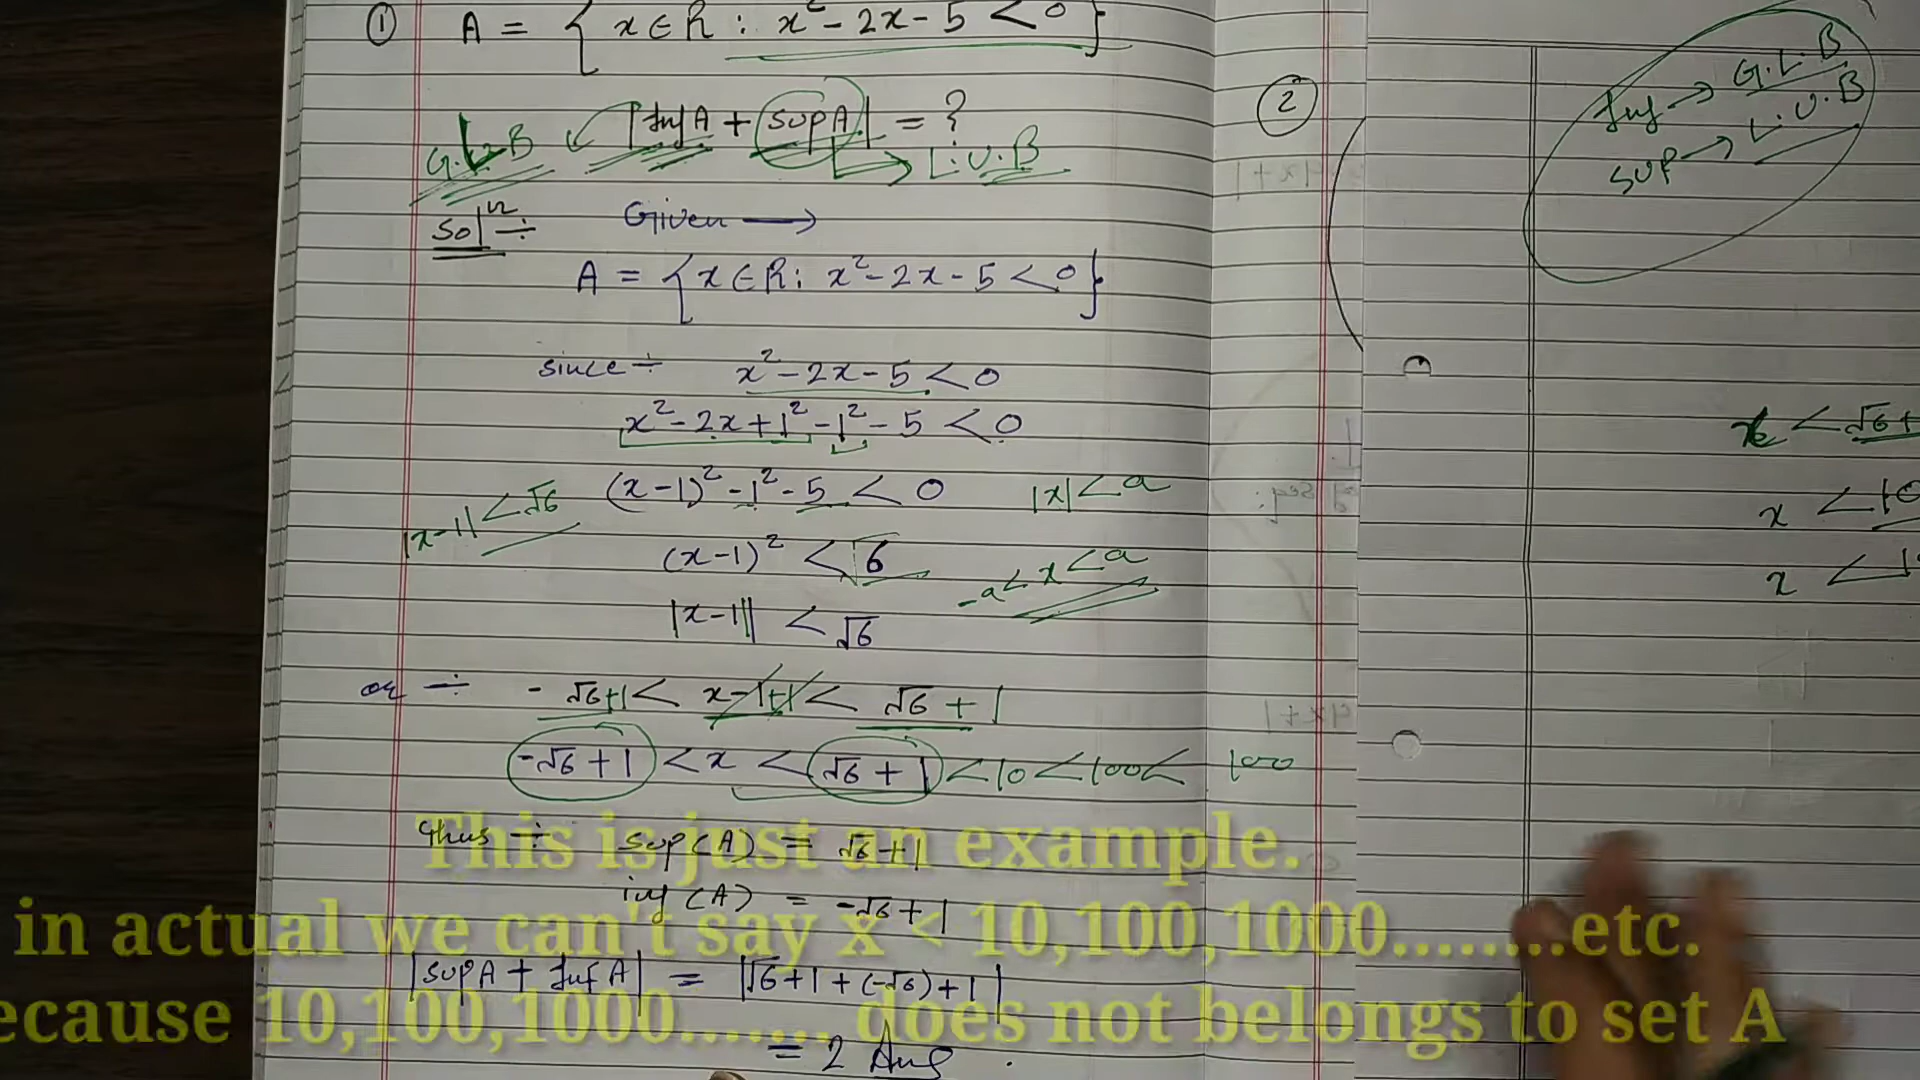 ① A = { x ∈ R : x² - 2x - 5 < 0 }
|Inf A + sup A| = ?
G.L.B
L.U.B
Solⁿ ÷ Given →
A = { x ∈ R : x² - 2x - 5 < 0 }
since ÷ x² - 2x - 5 < 0
x² - 2x + 1² - 1² - 5 < 0
(x-1)² - 1² - 5 < 0
|x| < a
|x-1| < √6
(x-1)² < √6
-a < x < a
|x-1| < √6
or ÷ - √6+1 < x-1+1 < √6 + 1
-√6 + 1 < x < √6 + 1 < 10 < 100 < 100
Thus ÷ sup(A) = √6 + 1
inf (A) = -√6 + 1
|sup A + Inf A| = |√6 + 1 + (-√6) + 1|
= 2 Ans .
②
Inf → G.L.B
SUP → L.U.B
x < √6+
x < 10
x <
This is just an example.
in actual we can't say x < 10,100,1000........etc.
ecause 10,100,1000....... does not belongs to set A